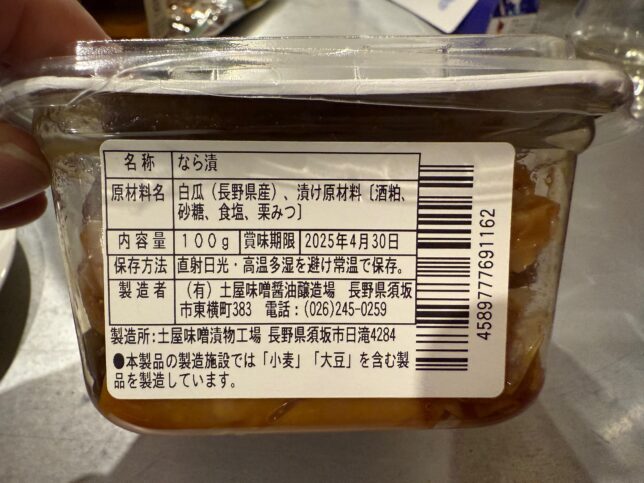 名称 なら漬
原材料名 白瓜（長野県産）、漬け原材料〔酒粕、
砂糖、食塩、栗みつ〕
内容量 100g 賞味期限 2025年4月30日
保存方法 直射日光・高温多湿を避け常温で保存。
製造者 （有）土屋味噌醤油醸造場 長野県須坂
市東横町383 電話：(026)245-0259
製造所:土屋味噌漬物工場 長野県須坂市日滝4284
●本製品の製造施設では「小麦」「大豆」を含む製
品を製造しています。
4589777691162